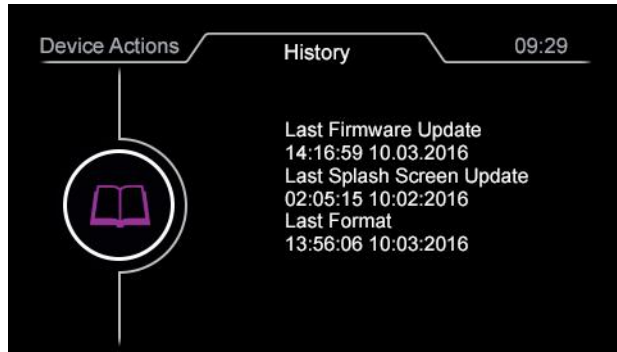 Device Actions
History
09:29
Last Firmware Update
14:16:59 10.03.2016
Last Splash Screen Update
02:05:15 10:02:2016
Last Format
13:56:06 10:03:2016